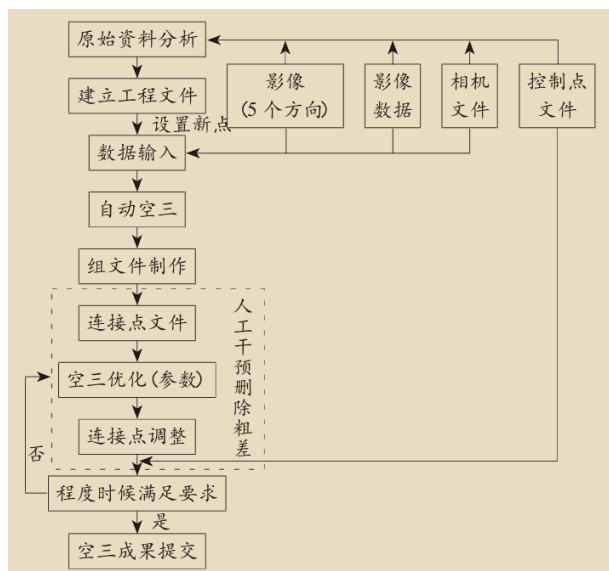 原始资料分析
建立工程文件
影像
(5个方向)
影像
数据
相机
文件
控制点
文件
设置新点
数据输入
自动空三
组文件制作
连接点文件
空三优化(参数)
连接点调整
人工干预删除粗差
否
程度时候满足要求
是
空三成果提交